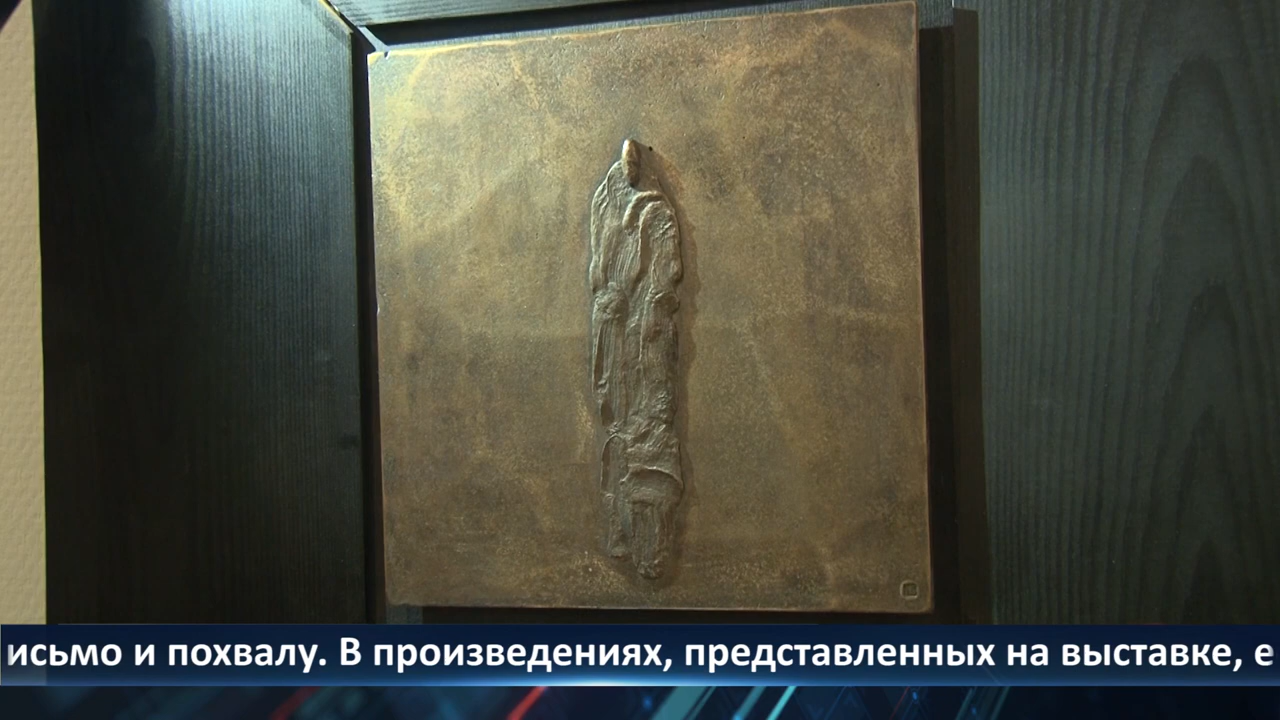 исьмо и похвалу. В произведениях, представленных на выставке, е